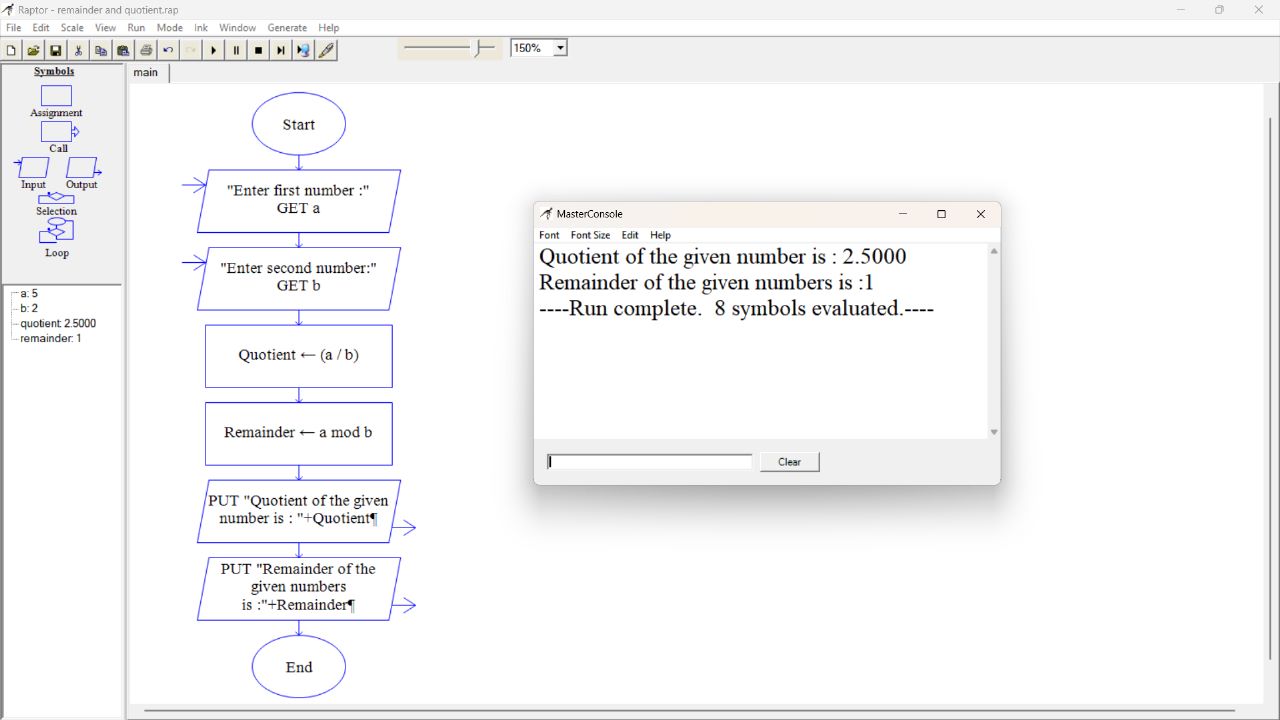 Raptor - remainder and quotient.rap
File Edit Scale View Run Mode Ink Window Generate Help
150%
Symbols
Assignment
Call
Input Output
Selection
Loop
a: 5
b: 2
quotient: 2.5000
remainder: 1
main
Start
"Enter first number :"
GET a
"Enter second number:"
GET b
Quotient ← (a / b)
Remainder ← a mod b
PUT "Quotient of the given
number is : "+Quotient¶
PUT "Remainder of the
given numbers
is :"+Remainder¶
End
MasterConsole
Font Font Size Edit Help
Quotient of the given number is : 2.5000
Remainder of the given numbers is :1
----Run complete.  8 symbols evaluated.----
Clear